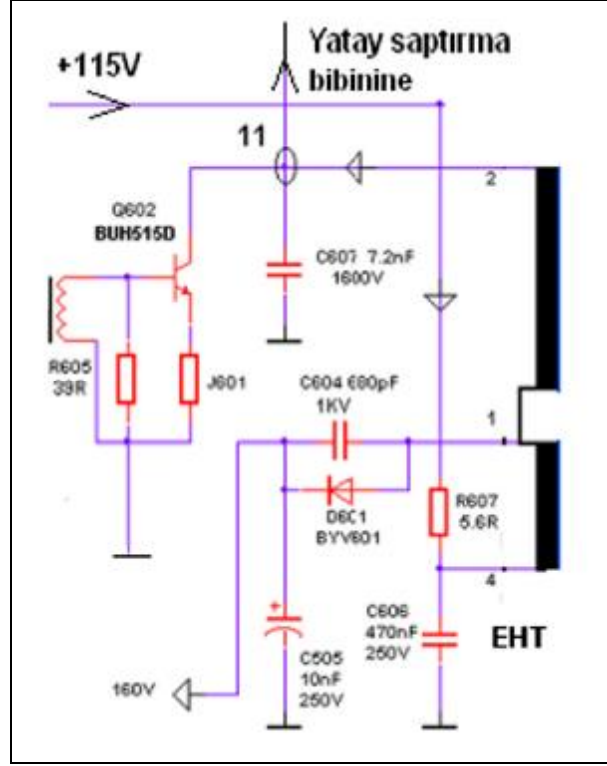 Yatay saptırma
bibinine
+115V
11
2
Q602
BUH515D
C607 7.2nF
1600V
R605
39R
J601
C604 680pF
1KV
1
D601
BYV601
R607
5.6R
4
C606
470nF
250V
EHT
C505
10nF
250V
160V